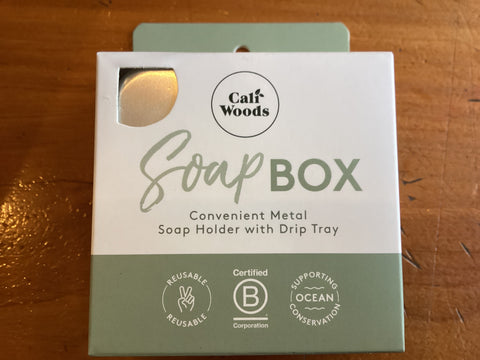 Cali
Woods
Soap BOX
Convenient Metal
Soap Holder with Drip Tray
REUSABLE
REUSABLE
Certified
B
Corporation
SUPPORTING
OCEAN
CONSERVATION